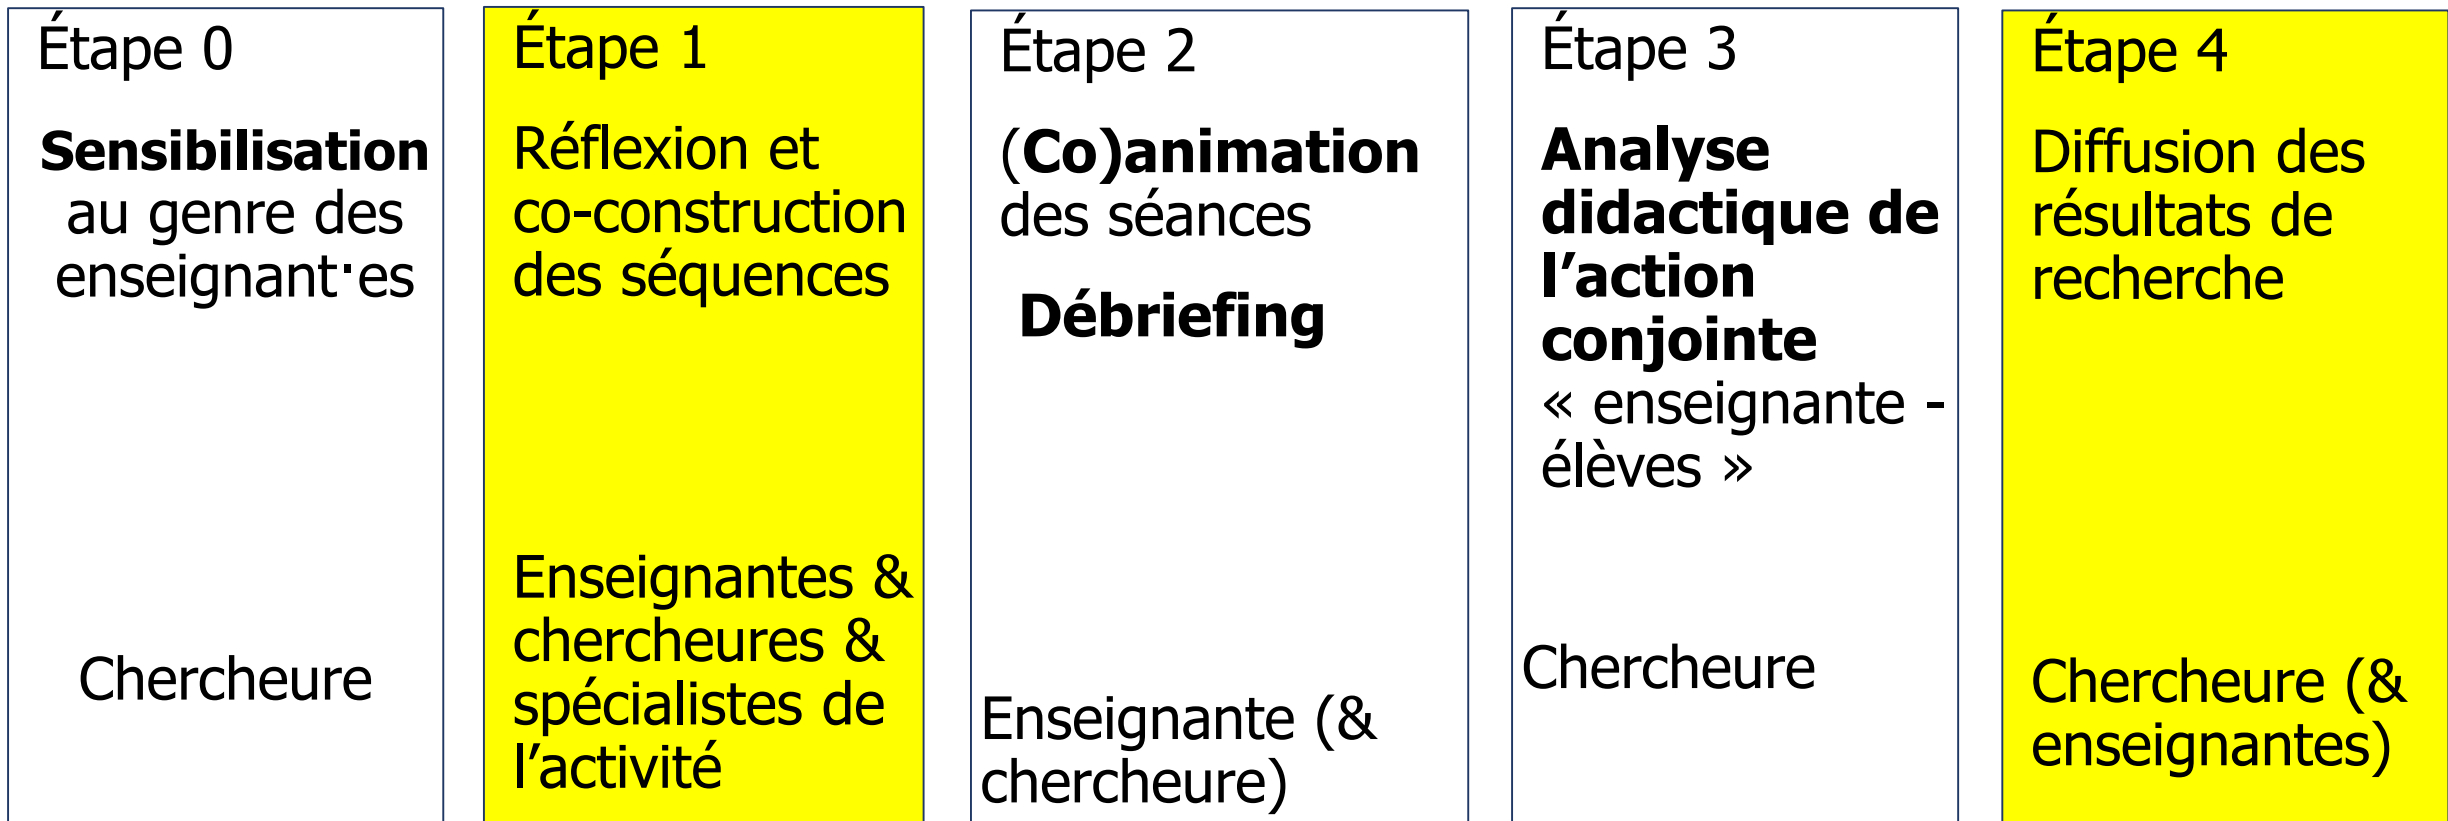 Étape 0
Sensibilisation
au genre des
enseignant·es
Chercheure
Étape 1
Réflexion et
co-construction
des séquences
Enseignantes &
chercheures &
spécialistes de
l’activité
Étape 2
(Co)animation
des séances
Débriefing
Enseignante (&
chercheure)
Étape 3
Analyse
didactique de
l’action
conjointe
« enseignante -
élèves »
Chercheure
Étape 4
Diffusion des
résultats de
recherche
Chercheure (&
enseignantes)